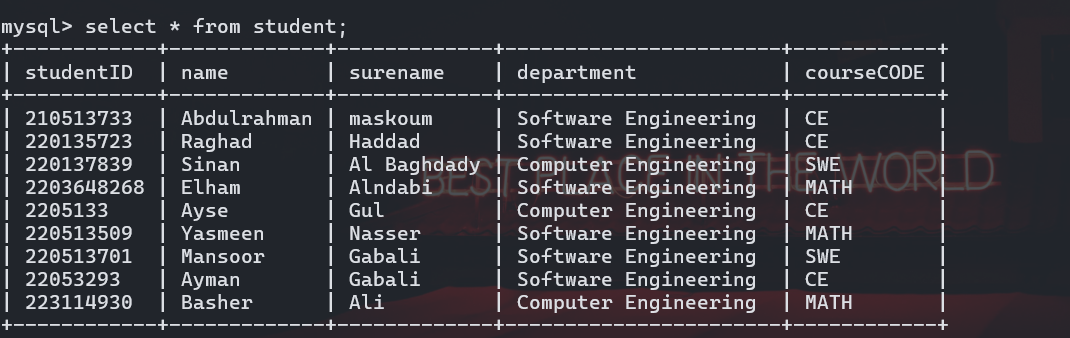 mysql> select * from student;
+------------+-------------+-------------+----------------------+------------+
| studentID  | name        | surename    | department           | courseCODE |
+------------+-------------+-------------+----------------------+------------+
| 210513733  | Abdulrahman | maskoum     | Software Engineering | CE         |
| 220135723  | Raghad      | Haddad      | Software Engineering | CE         |
| 220137839  | Sinan       | Al Baghdady | Computer Engineering | SWE        |
BEST PLACE IN THE WORLD
| 2203648268 | Elham       | Alndabi     | Software Engineering | MATH       |
| 2205133    | Ayse        | Gul         | Computer Engineering | CE         |
| 220513509  | Yasmeen     | Nasser      | Software Engineering | MATH       |
| 220513701  | Mansoor     | Gabali      | Software Engineering | SWE        |
| 22053293   | Ayman       | Gabali      | Software Engineering | CE         |
| 223114930  | Basher      | Ali         | Computer Engineering | MATH       |
+------------+-------------+-------------+----------------------+------------+